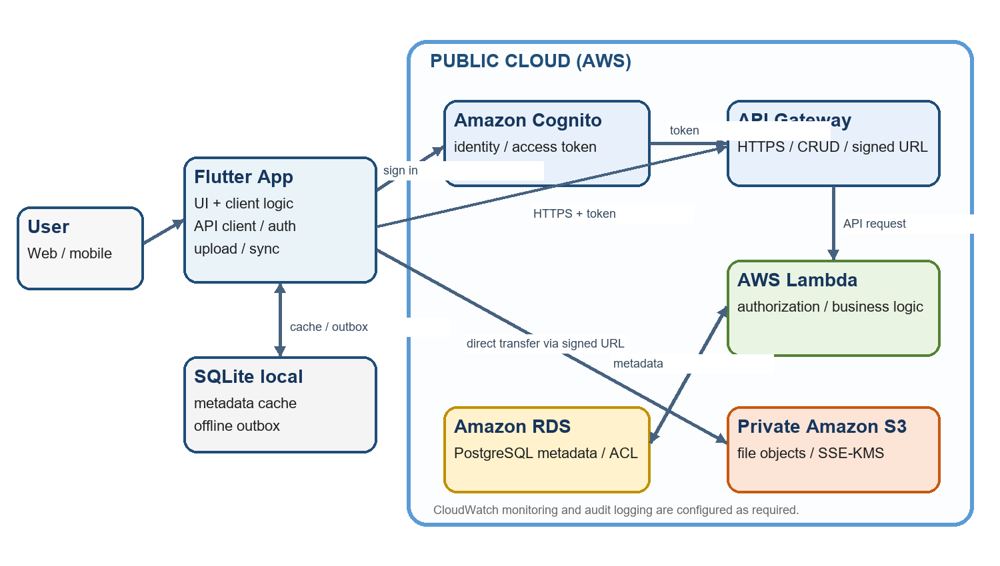 PUBLIC CLOUD (AWS)
Amazon Cognito
identity / access token
token
API Gateway
HTTPS / CRUD / signed URL
sign in
Flutter App
UI + client logic
API client / auth
upload / sync
User
Web / mobile
HTTPS + token
API request
AWS Lambda
authorization / business logic
cache / outbox
direct transfer via signed URL
metadata
SQLite local
metadata cache
offline outbox
Amazon RDS
PostgreSQL metadata / ACL
Private Amazon S3
file objects / SSE-KMS
CloudWatch monitoring and audit logging are configured as required.